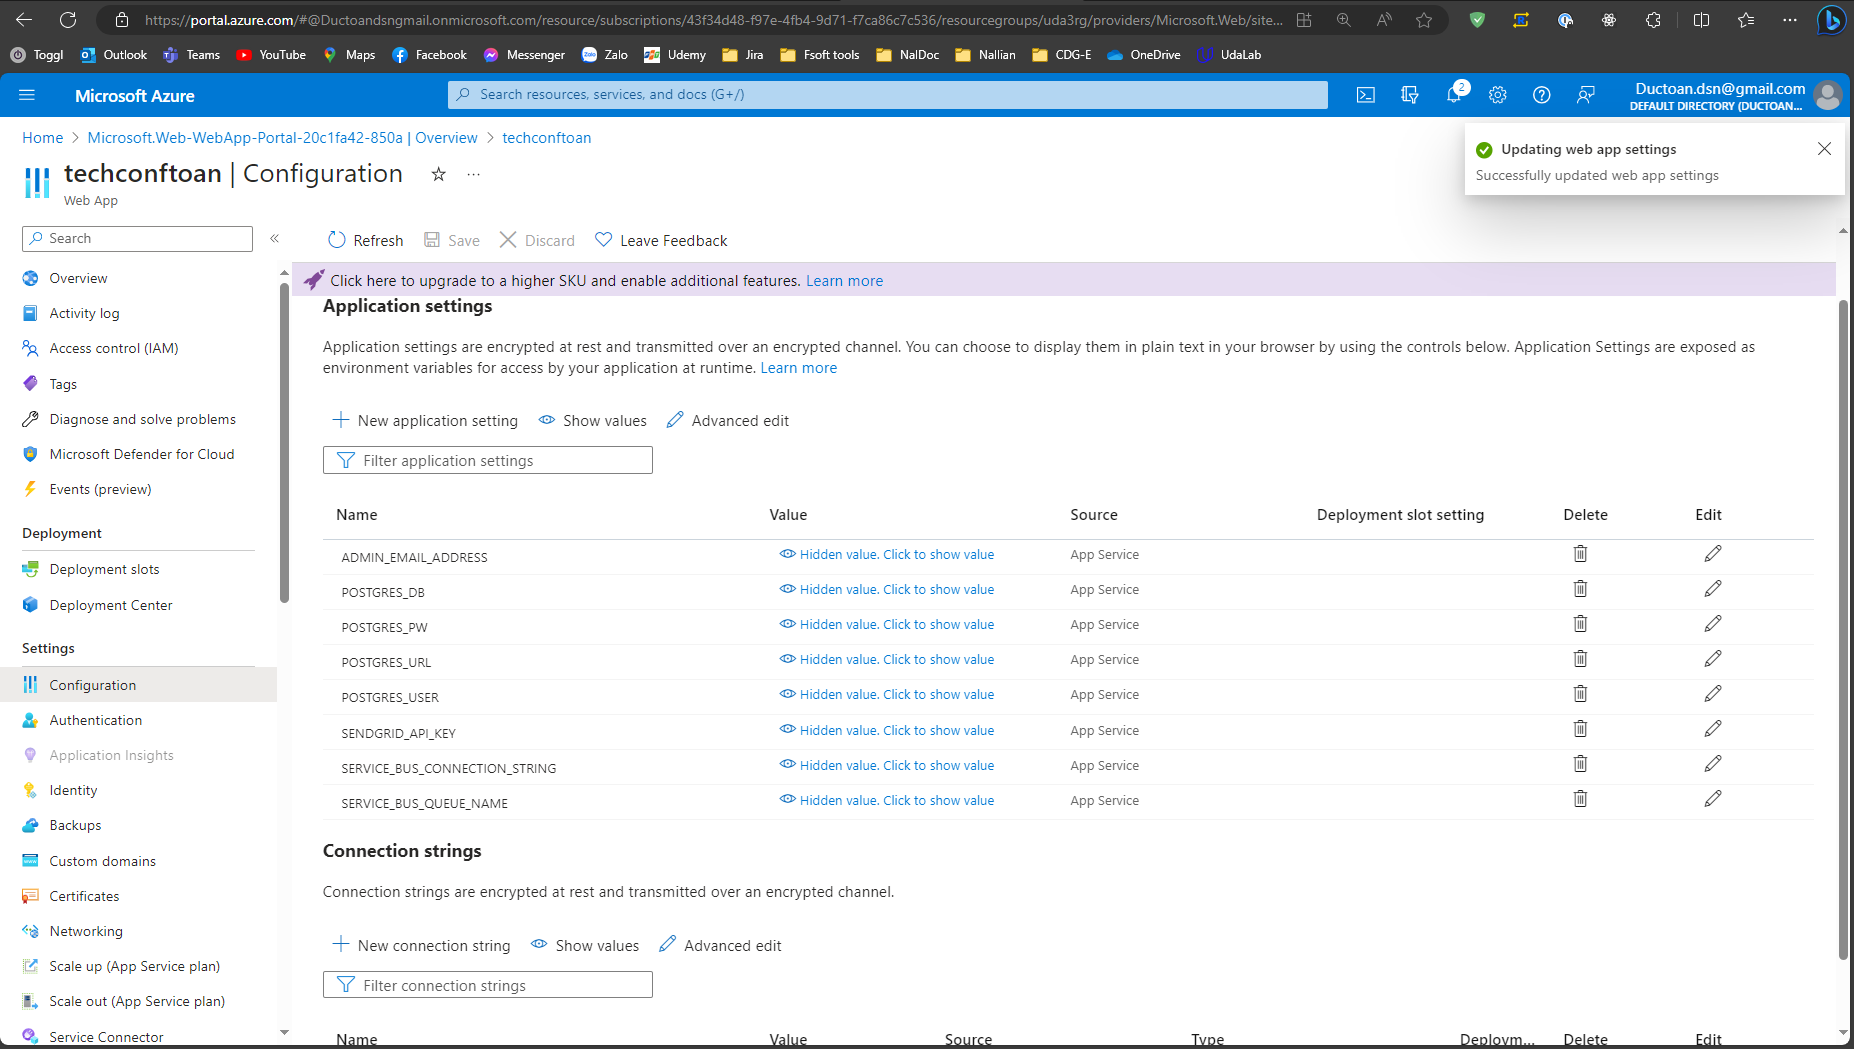 https://portal.azure.com/#@Ductoandsngmail.onmicrosoft.com/resource/subscriptions/43f34d48-f97e-4fb4-9d71-f7ca86c7c536/resourcegroups/uda3rg/providers/Microsoft.Web/site...
Toggl Outlook Teams YouTube Maps Facebook Messenger Zalo Udemy Jira Fsoft tools NalDoc Nallian CDG-E OneDrive UdaLab
Microsoft Azure
Search resources, services, and docs (G+/)
2
Ductoan.dsn@gmail.com
DEFAULT DIRECTORY (DUCTOAN...
Home > Microsoft.Web-WebApp-Portal-20c1fa42-850a | Overview > techconftoan
Updating web app settings
Successfully updated web app settings
techconftoan | Configuration
Web App
Search
Refresh Save Discard Leave Feedback
Click here to upgrade to a higher SKU and enable additional features. Learn more
Overview
Activity log
Access control (IAM)
Tags
Diagnose and solve problems
Microsoft Defender for Cloud
Events (preview)
Deployment
Deployment slots
Deployment Center
Settings
Configuration
Authentication
Application Insights
Identity
Backups
Custom domains
Certificates
Networking
Scale up (App Service plan)
Scale out (App Service plan)
Service Connector
Application settings
Application settings are encrypted at rest and transmitted over an encrypted channel. You can choose to display them in plain text in your browser by using the controls below. Application Settings are exposed as
environment variables for access by your application at runtime. Learn more
New application setting Show values Advanced edit
Filter application settings
Name Value Source Deployment slot setting Delete Edit
ADMIN_EMAIL_ADDRESS Hidden value. Click to show value App Service
POSTGRES_DB Hidden value. Click to show value App Service
POSTGRES_PW Hidden value. Click to show value App Service
POSTGRES_URL Hidden value. Click to show value App Service
POSTGRES_USER Hidden value. Click to show value App Service
SENDGRID_API_KEY Hidden value. Click to show value App Service
SERVICE_BUS_CONNECTION_STRING Hidden value. Click to show value App Service
SERVICE_BUS_QUEUE_NAME Hidden value. Click to show value App Service
Connection strings
Connection strings are encrypted at rest and transmitted over an encrypted channel.
New connection string Show values Advanced edit
Filter connection strings
Name Value Source Type Deploym... Delete Edit